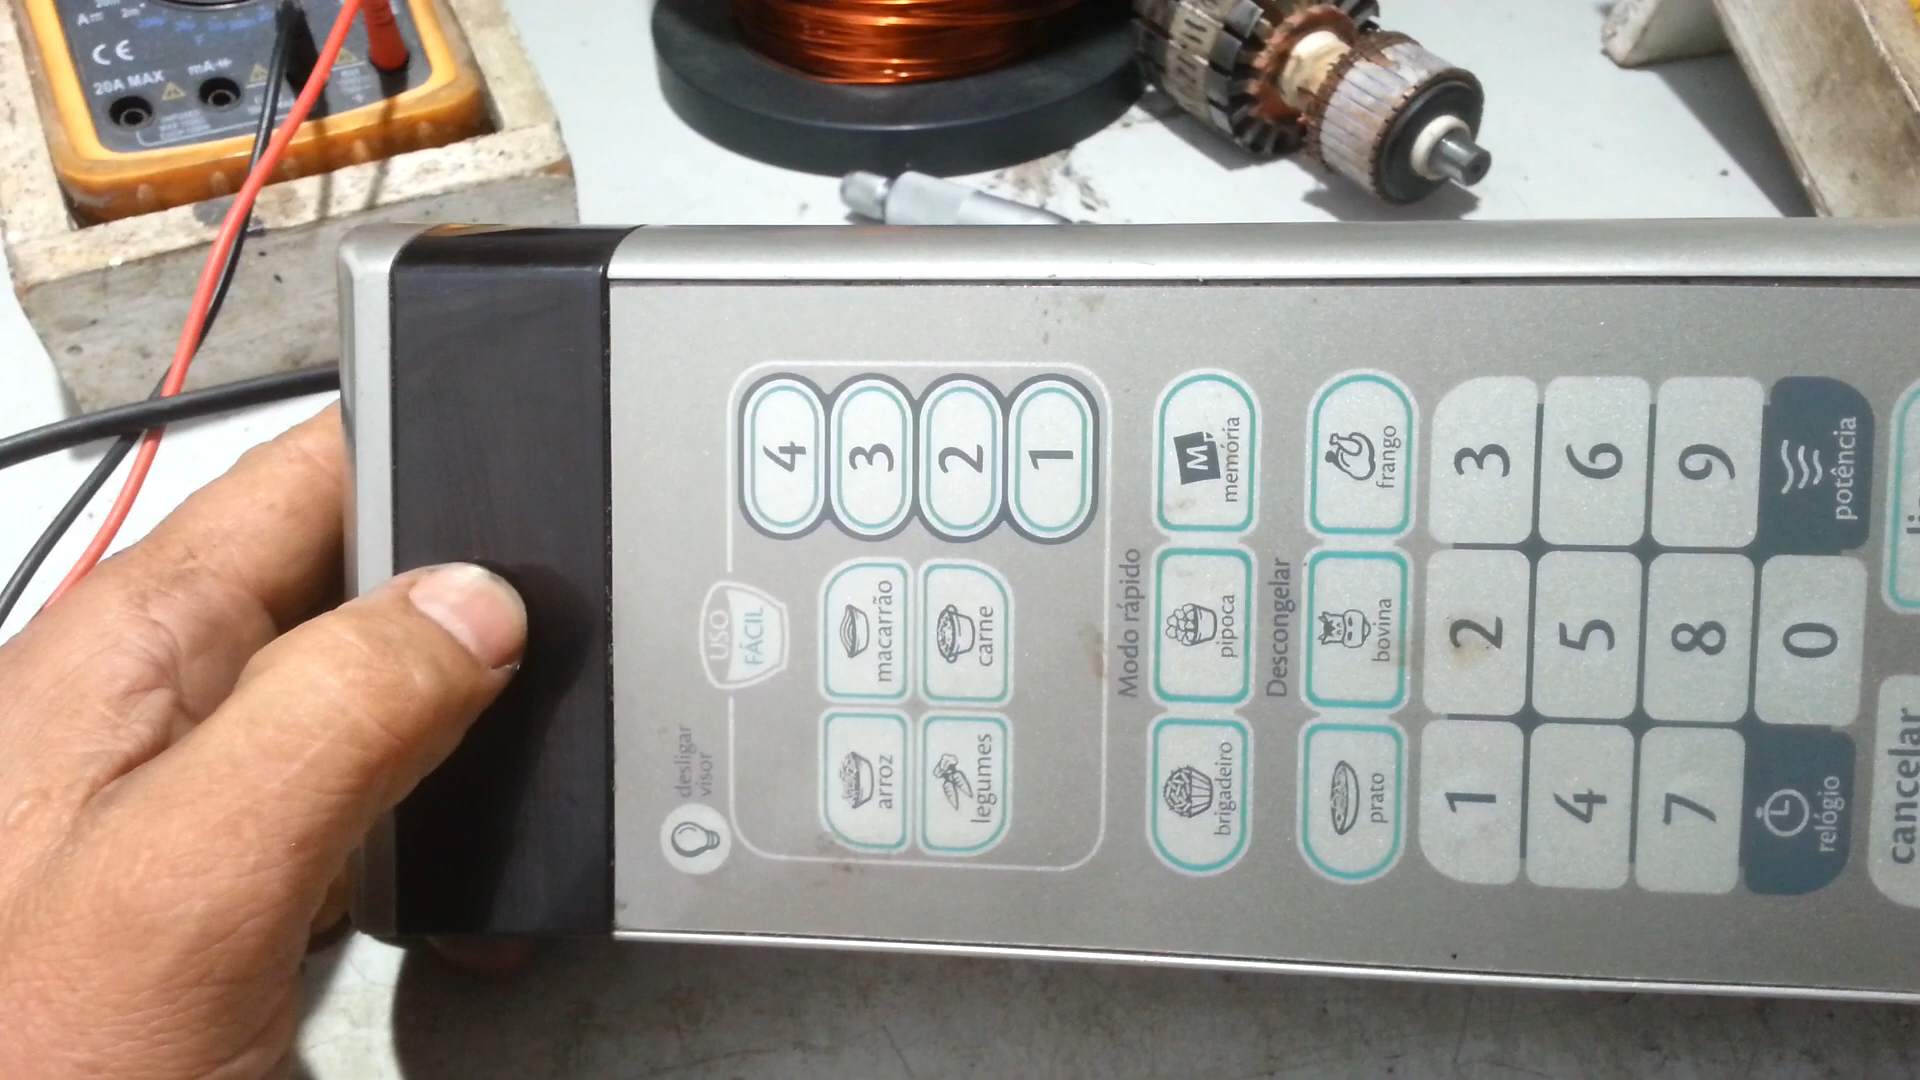 A
2m
CE
20A MAX
mA
desligar
visor
USO
FÁCIL
4
3
2
1
macarrão
carne
arroz
legumes
Modo rápido
M
memória
pipoca
brigadeiro
Descongelar
frango
bovina
prato
1 2 3
4 5 6
7 8 9
relógio
0
potência
cancelar